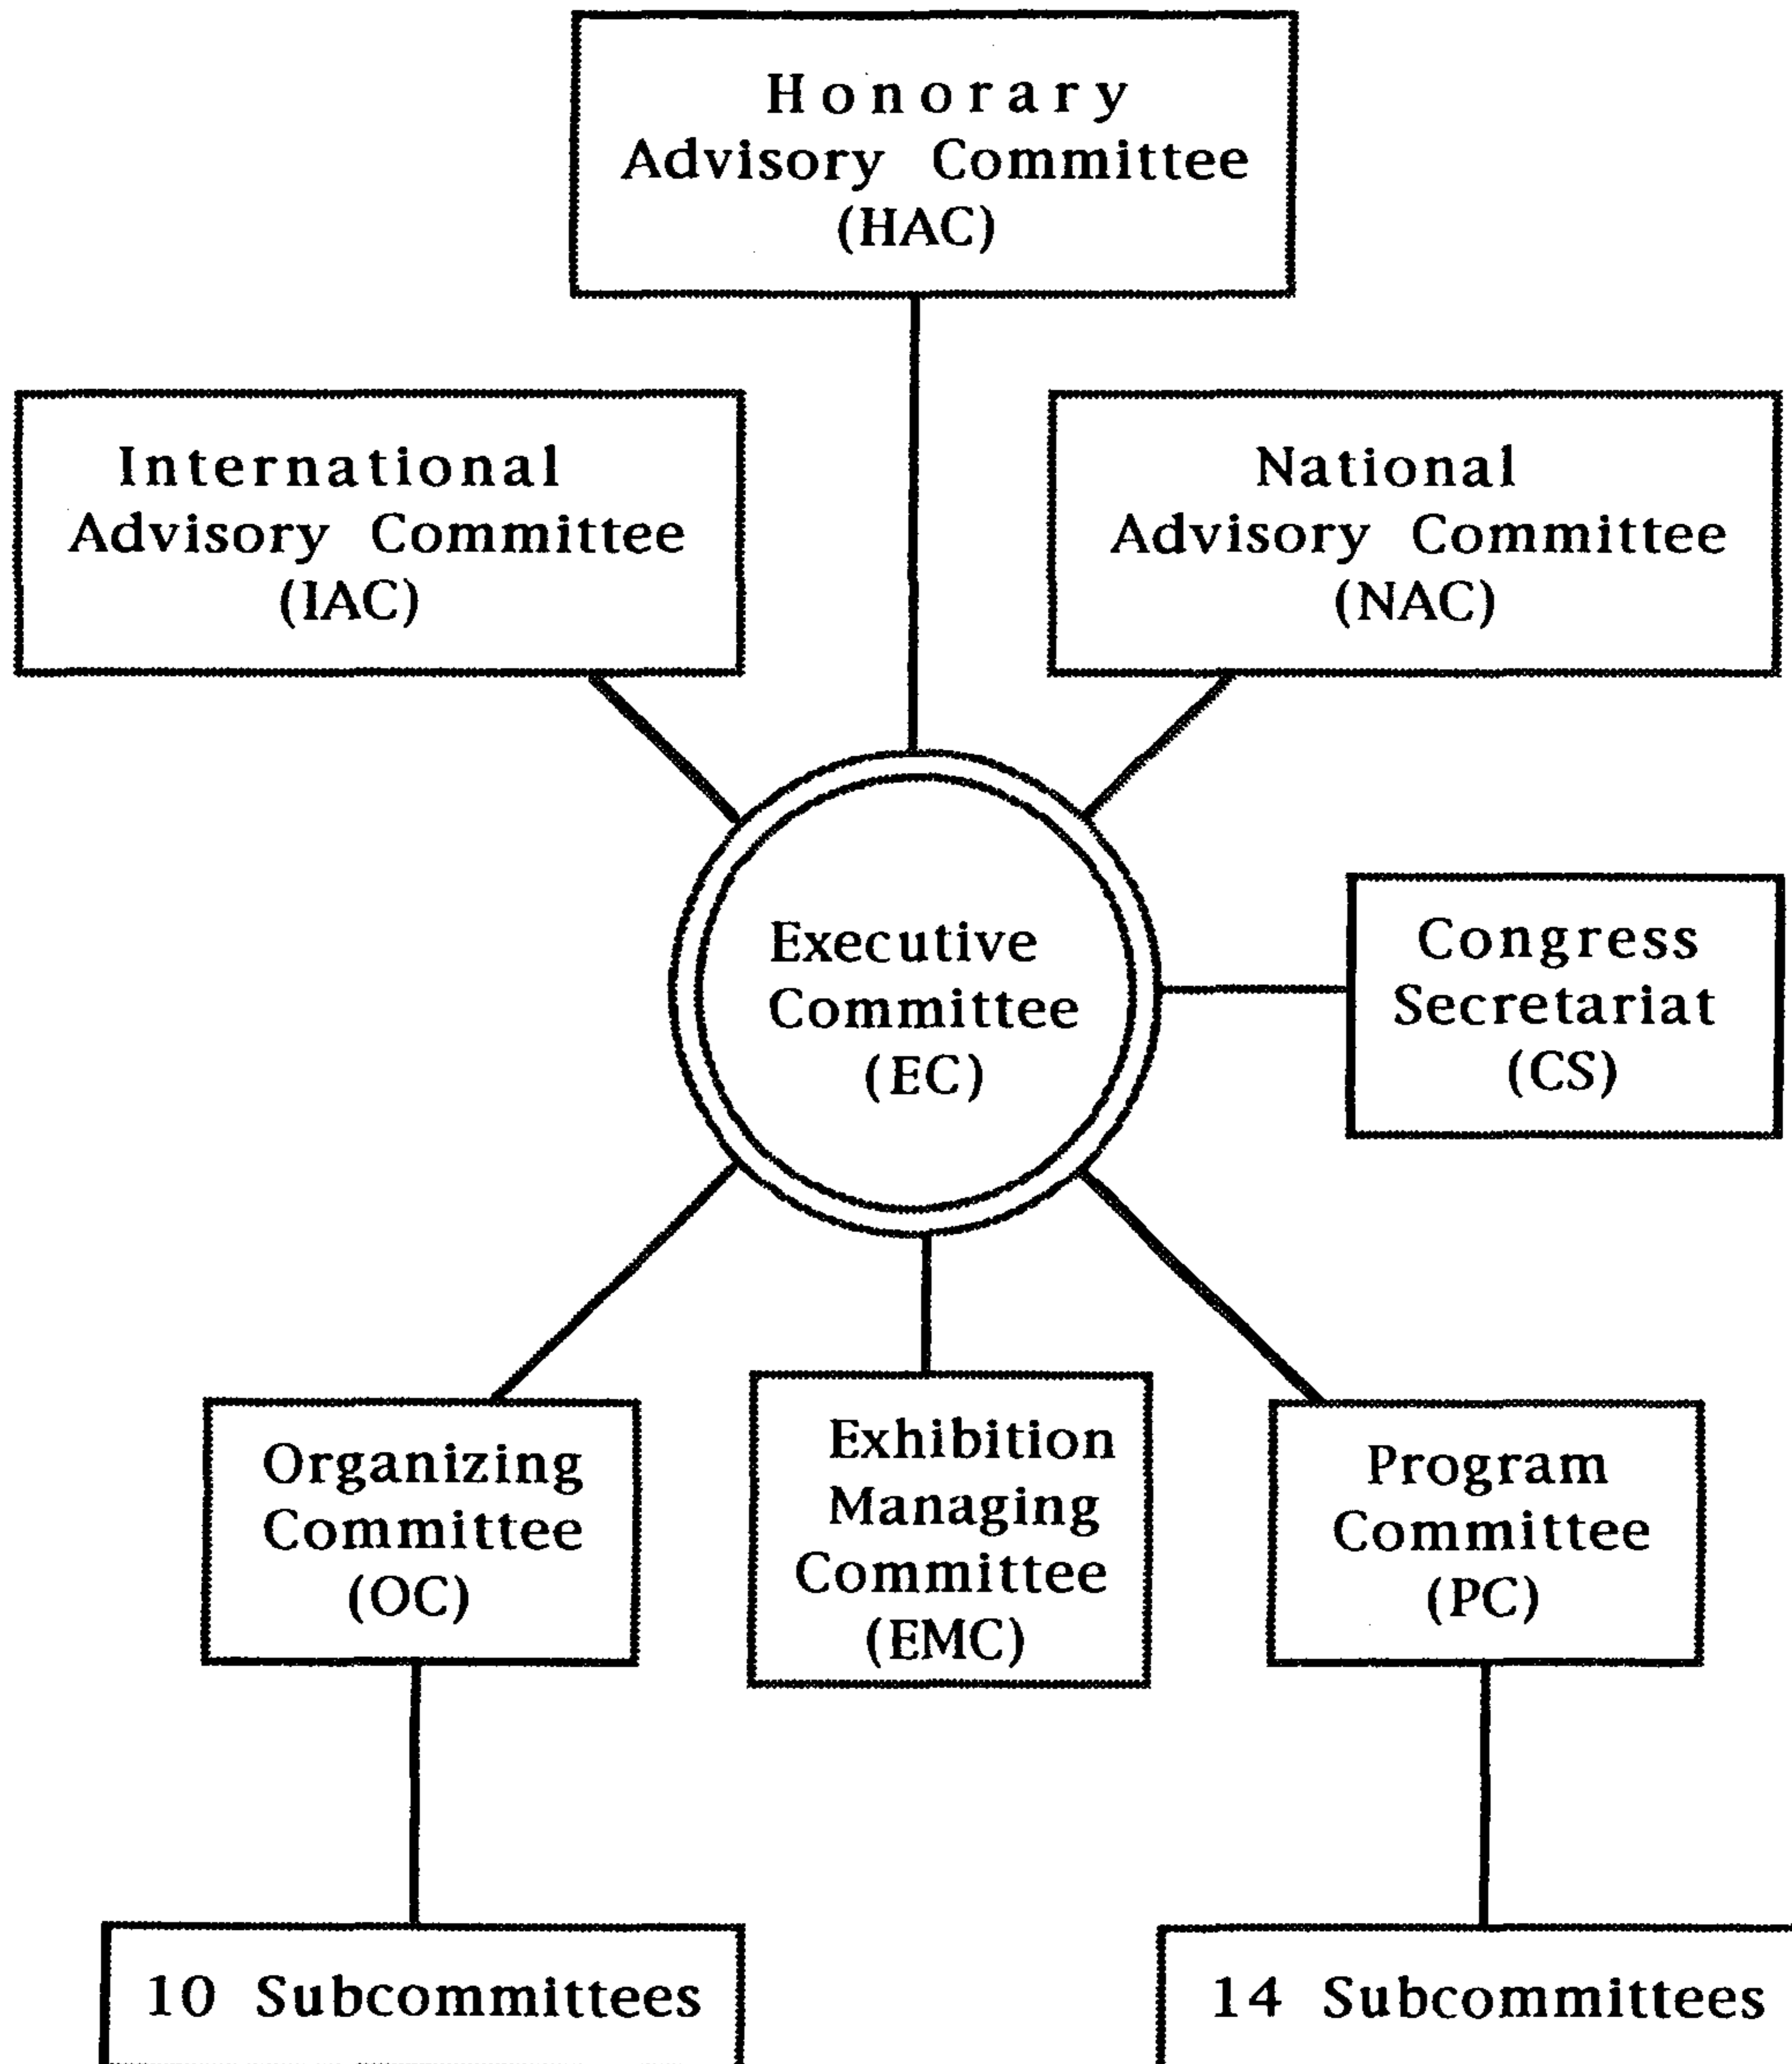 Honorary
Advisory Committee
(HAC)
International
Advisory Committee
(IAC)
National
Advisory Committee
(NAC)
Executive
Committee
(EC)
Congress
Secretariat
(CS)
Organizing
Committee
(OC)
Exhibition
Managing
Committee
(EMC)
Program
Committee
(PC)
10 Subcommittees
14 Subcommittees